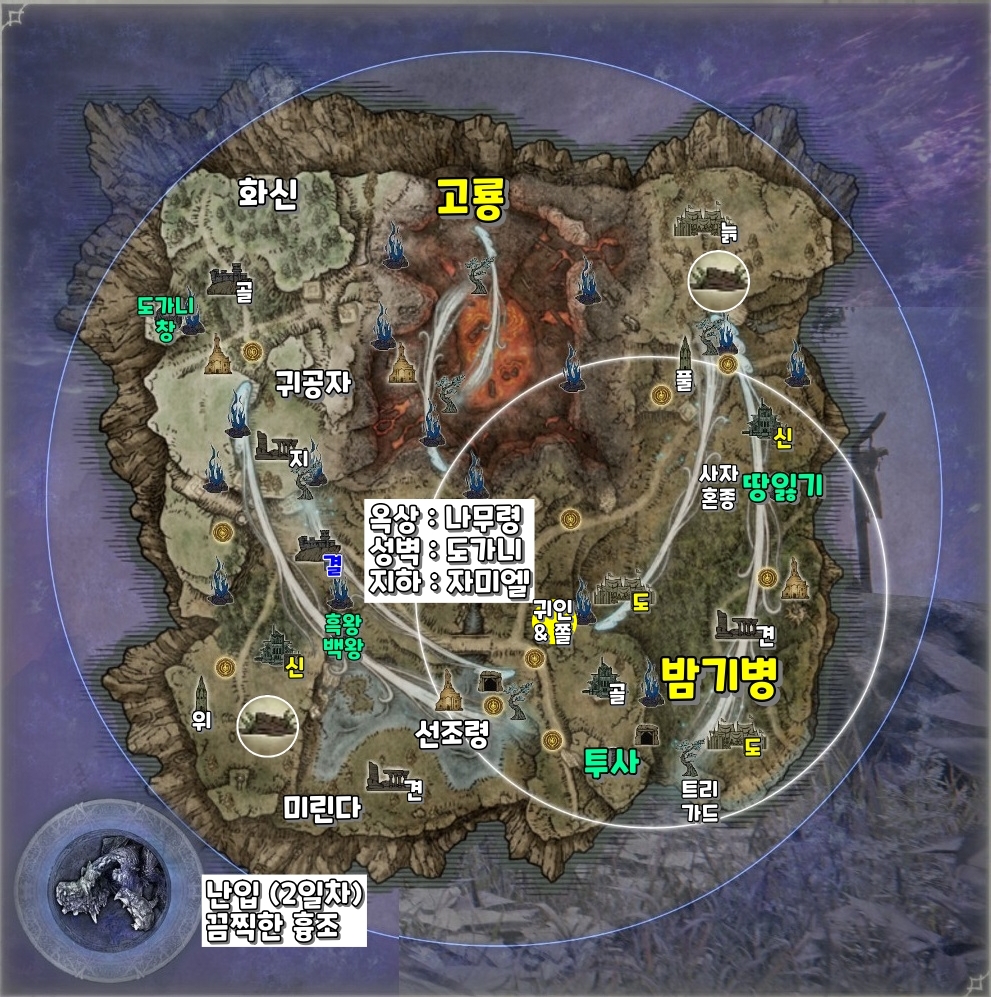 화신
고룡
늙
골
도가니
창
귀공자
풀
신
지
사자
혼종
땅잃기
옥상 : 나무령
성벽 : 도가니
지하 : 자미엘
결
도
귀인
& 쫄
흑왕
백왕
견
신
밤기병
골
위
선조령
도
투사
트리
가드
견
미린다
난입 (2일차)
끔찍한 흉조